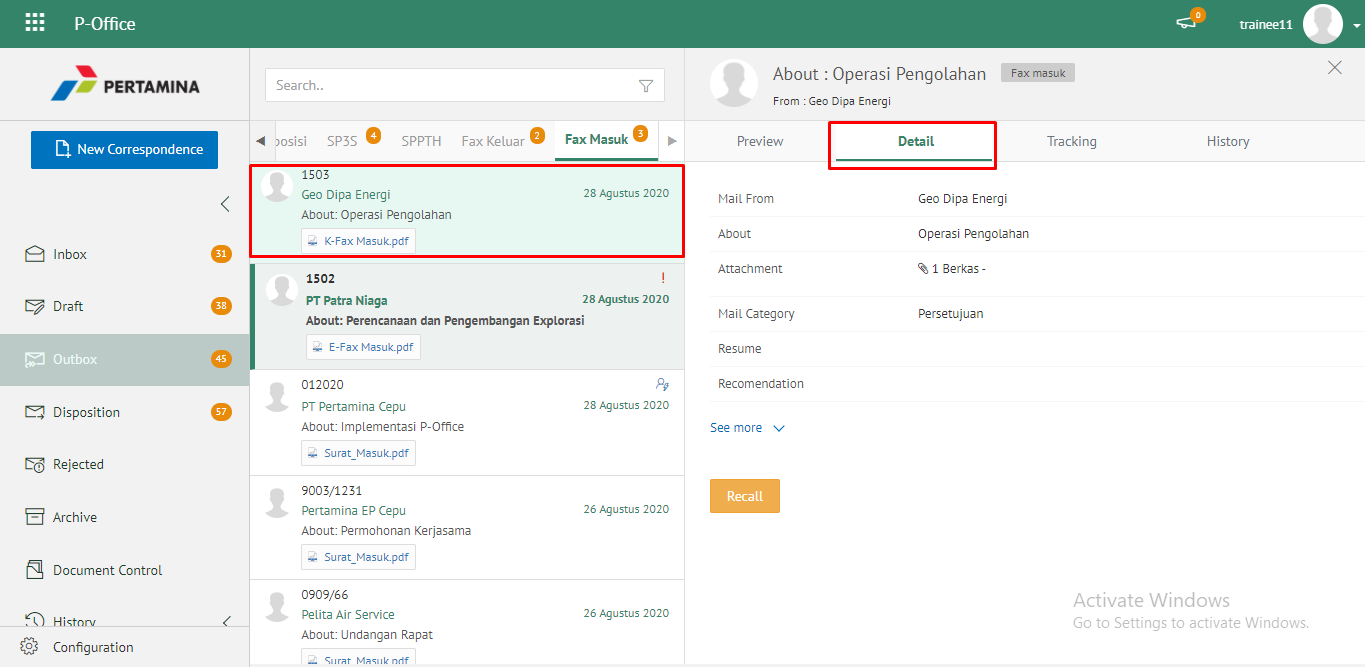 P-Office
0
trainee11
PERTAMINA
New Correspondence
Inbox 31
Draft 38
Outbox 45
Disposition 57
Rejected
Archive
Document Control
History
Configuration
Search..
posisi SP3S 4 SPPTH Fax Keluar 2 Fax Masuk 3
1503
Geo Dipa Energi 28 Agustus 2020
About: Operasi Pengolahan
K-Fax Masuk.pdf
1502 !
PT Patra Niaga 28 Agustus 2020
About: Perencanaan dan Pengembangan Explorasi
E-Fax Masuk.pdf
012020
PT Pertamina Cepu 28 Agustus 2020
About: Implementasi P-Office
Surat_Masuk.pdf
9003/1231
Pertamina EP Cepu 26 Agustus 2020
About: Permohonan Kerjasama
Surat_Masuk.pdf
0909/66
Pelita Air Service 26 Agustus 2020
About: Undangan Rapat
Surat_Masuk.pdf
About : Operasi Pengolahan Fax masuk
From : Geo Dipa Energi
Preview Detail Tracking History
Mail From Geo Dipa Energi
About Operasi Pengolahan
Attachment 1 Berkas -
Mail Category Persetujuan
Resume
Recomendation
See more
Recall
Activate Windows
Go to Settings to activate Windows.